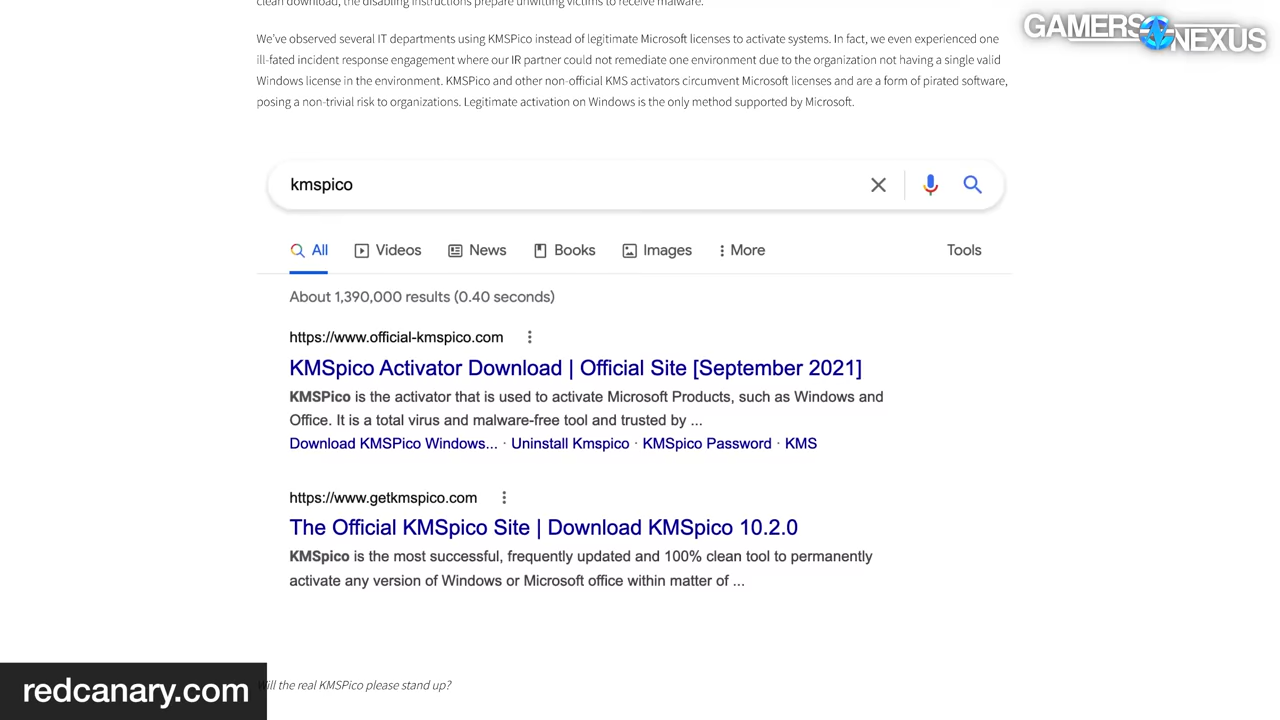 clean download, the disabling instructions prepare unwitting victims to receive malware.
GAMERS NEXUS
We've observed several IT departments using KMSPico instead of legitimate Microsoft licenses to activate systems. In fact, we even experienced one
ill-fated incident response engagement where our IR partner could not remediate one environment due to the organization not having a single valid
Windows license in the environment. KMSPico and other non-official KMS activators circumvent Microsoft licenses and are a form of pirated software,
posing a non-trivial risk to organizations. Legitimate activation on Windows is the only method supported by Microsoft.
kmspico
All Videos News Books Images More Tools
About 1,390,000 results (0.40 seconds)
https://www.official-kmspico.com
KMSpico Activator Download | Official Site [September 2021]
KMSPico is the activator that is used to activate Microsoft Products, such as Windows and
Office. It is a total virus and malware-free tool and trusted by ...
Download KMSPico Windows... · Uninstall Kmspico · KMSpico Password · KMS
https://www.getkmspico.com
The Official KMSpico Site | Download KMSpico 10.2.0
KMSpico is the most successful, frequently updated and 100% clean tool to permanently
activate any version of Windows or Microsoft office within matter of ...
Will the real KMSPico please stand up?
redcanary.com